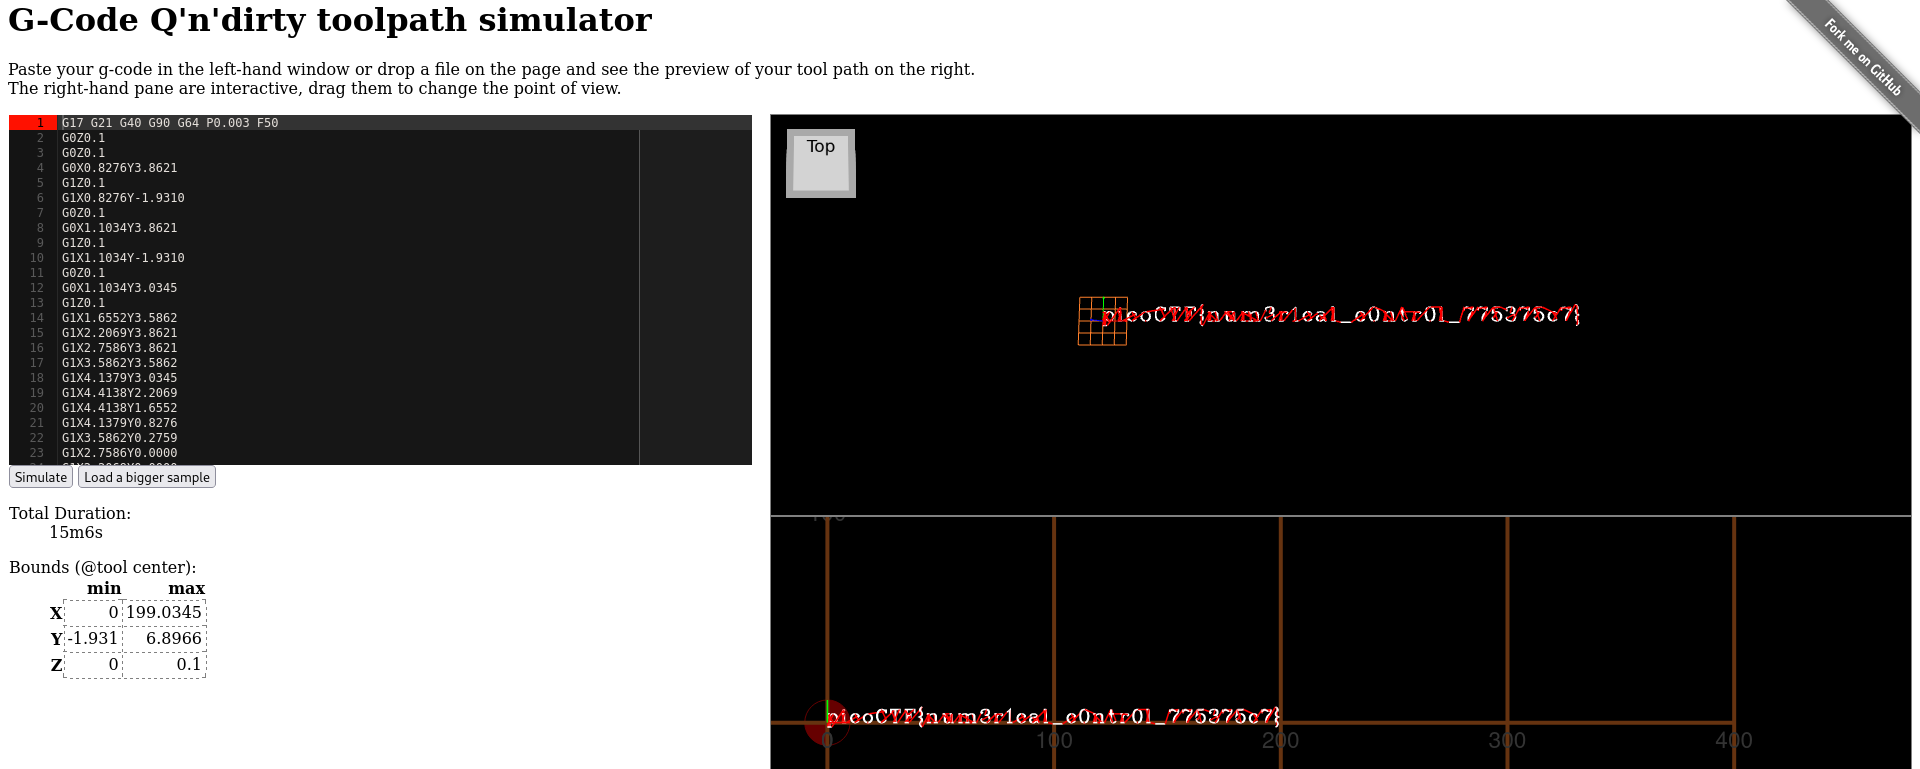 G-Code Q'n'dirty toolpath simulator
Fork me on GitHub
Paste your g-code in the left-hand window or drop a file on the page and see the preview of your tool path on the right.
The right-hand pane are interactive, drag them to change the point of view.
1 G17 G21 G40 G90 G64 P0.003 F50
2 G0Z0.1
3 G0Z0.1
4 G0X0.8276Y3.8621
5 G1Z0.1
6 G1X0.8276Y-1.9310
7 G0Z0.1
8 G0X1.1034Y3.8621
9 G1Z0.1
10 G1X1.1034Y-1.9310
11 G0Z0.1
12 G0X1.1034Y3.0345
13 G1Z0.1
14 G1X1.6552Y3.5862
15 G1X2.2069Y3.8621
16 G1X2.7586Y3.8621
17 G1X3.5862Y3.5862
18 G1X4.1379Y3.0345
19 G1X4.4138Y2.2069
20 G1X4.4138Y1.6552
21 G1X4.1379Y0.8276
22 G1X3.5862Y0.2759
23 G1X2.7586Y0.0000
Simulate Load a bigger sample
Total Duration:
15m6s
Bounds (@tool center):
min max
X 0 199.0345
Y -1.931 6.8966
Z 0 0.1
Top
picoCTF{num3r1cal_c0ntr0l_775375c7}
picoCTF{num3r1cal_c0ntr0l_775375c7}
0 100 200 300 400